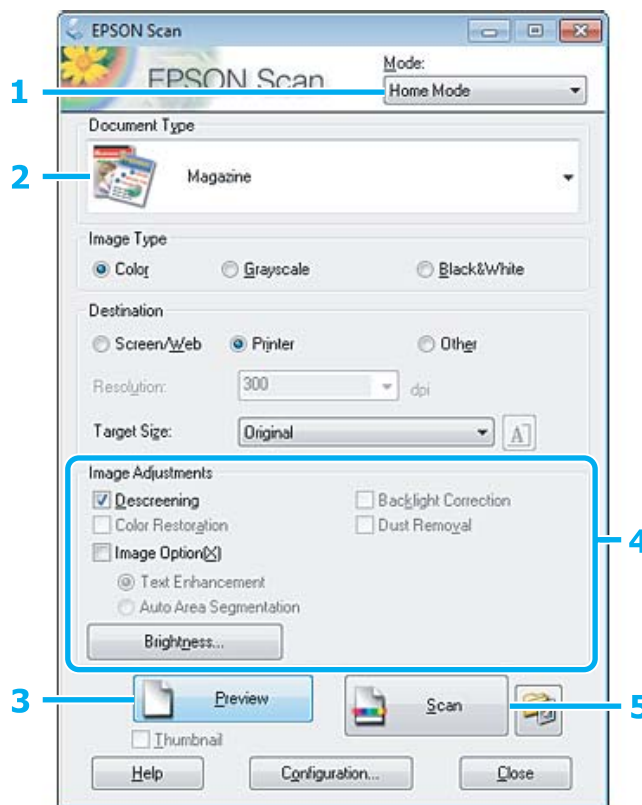 EPSON Scan
EPSON Scan
Mode:
1
Home Mode
Document Type
2
Magazine
Image Type
Color Grayscale Black&White
Destination
Screen/Web Printer Other
Resolution: 300 dpi
Target Size: Original A
Image Adjustments
Descreening Backlight Correction
Color Restoration Dust Removal
4
Image Option(X)
Text Enhancement
Auto Area Segmentation
Brightness...
3 Preview Scan 5
Thumbnail
Help Configuration... Close